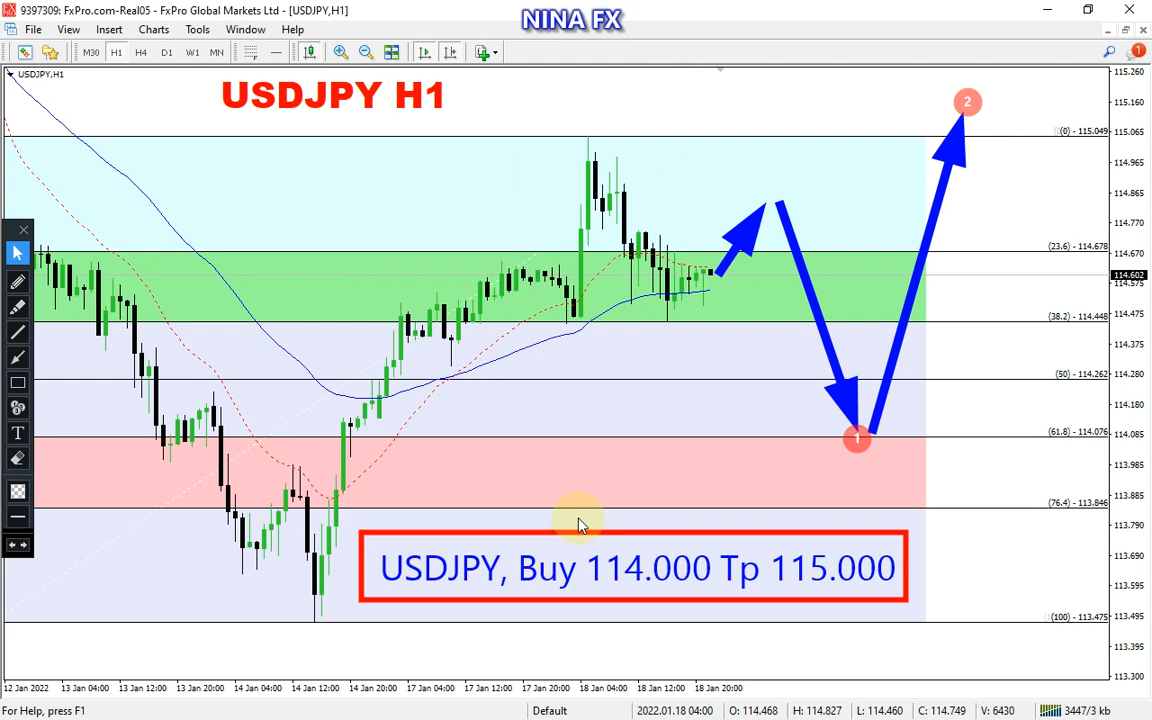 9397309: FxPro.com-Real05 - FxPro Global Markets Ltd - [USDJPY,H1]
NINA FX
File View Insert Charts Tools Window Help
1
M30 H1 H4 D1 W1 MN
USDJPY,H1
USDJPY H1
115.260
115.160
2
(0) - 115.049
115.065
114.965
114.865
114.770
(23.6) - 114.678
114.670
114.602
114.575
(38.2) - 114.448
114.475
114.375
(50) - 114.262
114.280
114.180
(61.8) - 114.076
114.085
1
T
113.985
113.885
(76.4) - 113.846
113.790
113.690
USDJPY, Buy 114.000 Tp 115.000
113.595
(100) - 113.475
113.495
113.395
113.300
12 Jan 2022 13 Jan 04:00 13 Jan 12:00 13 Jan 20:00 14 Jan 04:00 14 Jan 12:00 14 Jan 20:00 17 Jan 04:00 17 Jan 12:00 17 Jan 20:00 18 Jan 04:00 18 Jan 12:00 18 Jan 20:00
For Help, press F1 Default 2022.01.18 04:00 O: 114.468 H: 114.827 L: 114.460 C: 114.749 V: 6430 3447/3 kb